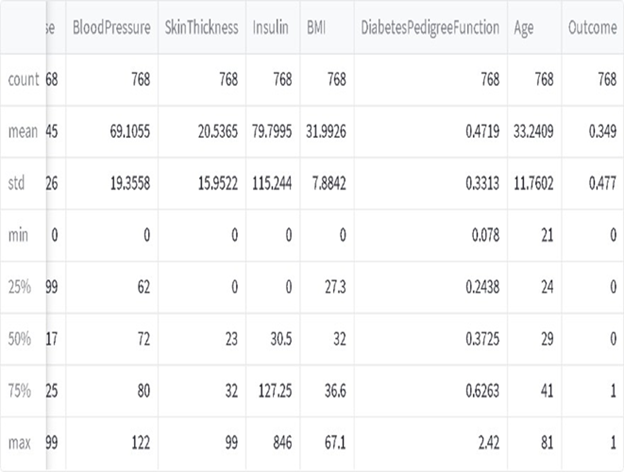 se BloodPressure SkinThickness Insulin BMI DiabetesPedigreeFunction Age Outcome
count 68 768 768 768 768 768 768 768
mean 45 69.1055 20.5365 79.7995 31.9926 0.4719 33.2409 0.349
std 26 19.3558 15.9522 115.244 7.8842 0.3313 11.7602 0.477
min 0 0 0 0 0 0.078 21 0
25% 99 62 0 0 27.3 0.2438 24 0
50% 17 72 23 30.5 32 0.3725 29 0
75% 25 80 32 127.25 36.6 0.6263 41 1
max 99 122 99 846 67.1 2.42 81 1